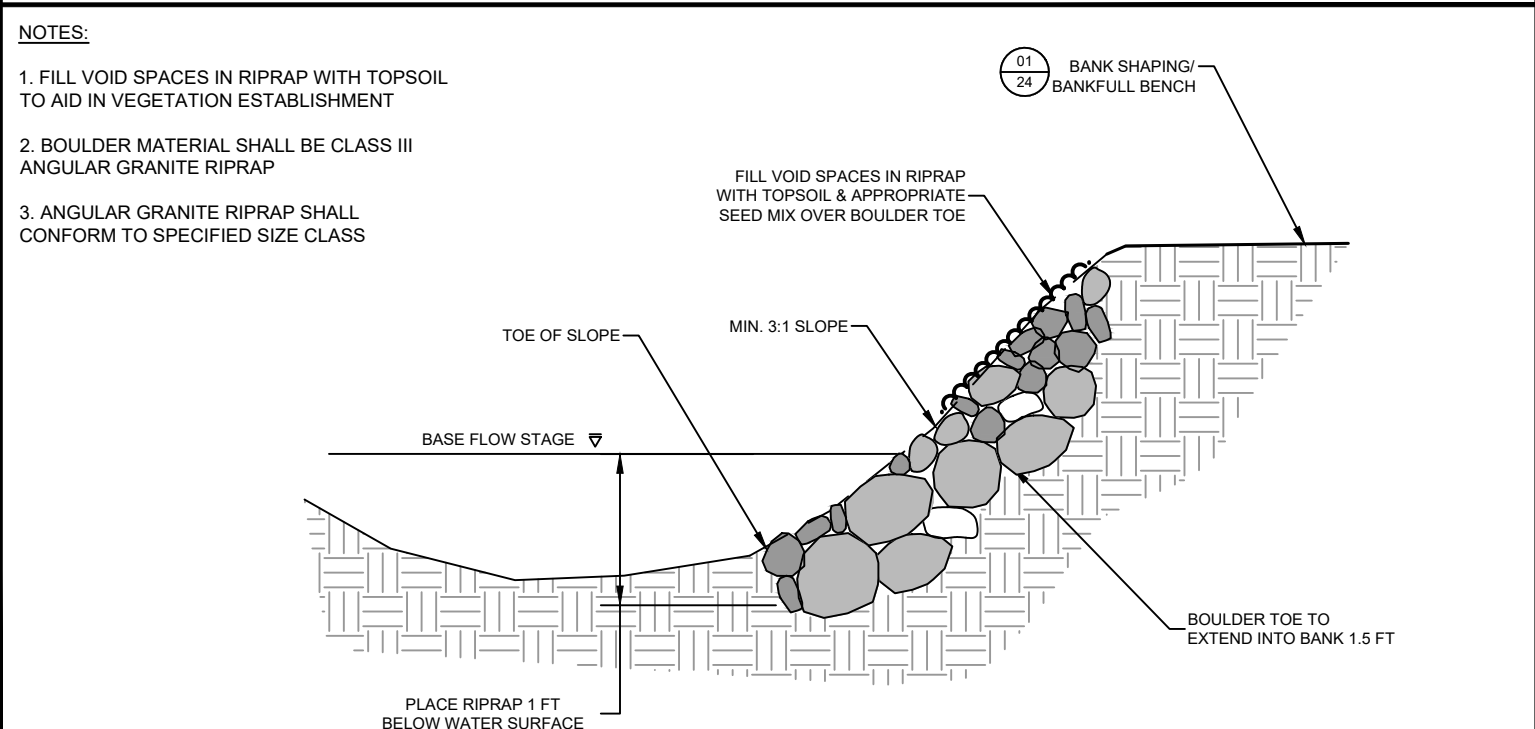 NOTES:
1. FILL VOID SPACES IN RIPRAP WITH TOPSOIL
TO AID IN VEGETATION ESTABLISHMENT
2. BOULDER MATERIAL SHALL BE CLASS III
ANGULAR GRANITE RIPRAP
3. ANGULAR GRANITE RIPRAP SHALL
CONFORM TO SPECIFIED SIZE CLASS
01
24
BANK SHAPING/
BANKFULL BENCH
FILL VOID SPACES IN RIPRAP
WITH TOPSOIL & APPROPRIATE
SEED MIX OVER BOULDER TOE
TOE OF SLOPE
MIN. 3:1 SLOPE
BASE FLOW STAGE
BOULDER TOE TO
EXTEND INTO BANK 1.5 FT
PLACE RIPRAP 1 FT
BELOW WATER SURFACE